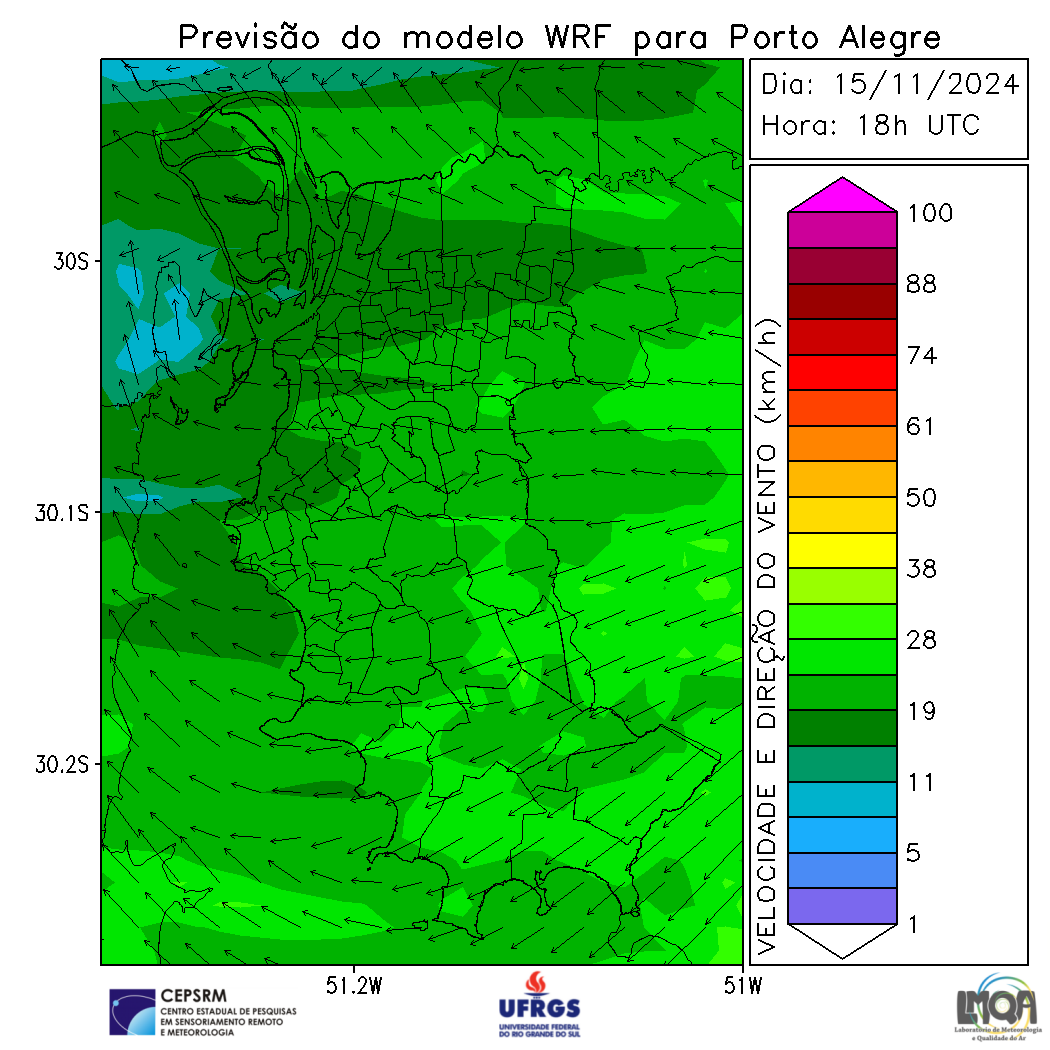 Previsão do modelo WRF para Porto Alegre
Dia: 15/11/2024
Hora: 18h UTC
30S
30.1S
30.2S
51.2W
51W
VELOCIDADE E DIREÇÃO DO VENTO (km/h)
100
88
74
61
50
38
28
19
11
5
1
CEPSRM
CENTRO ESTADUAL DE PESQUISAS
EM SENSORIAMENTO REMOTO
E METEOROLOGIA
UFRGS
UNIVERSIDADE FEDERAL
DO RIO GRANDE DO SUL
LMQA
Laboratório de Meteorologia
e Qualidade do Ar